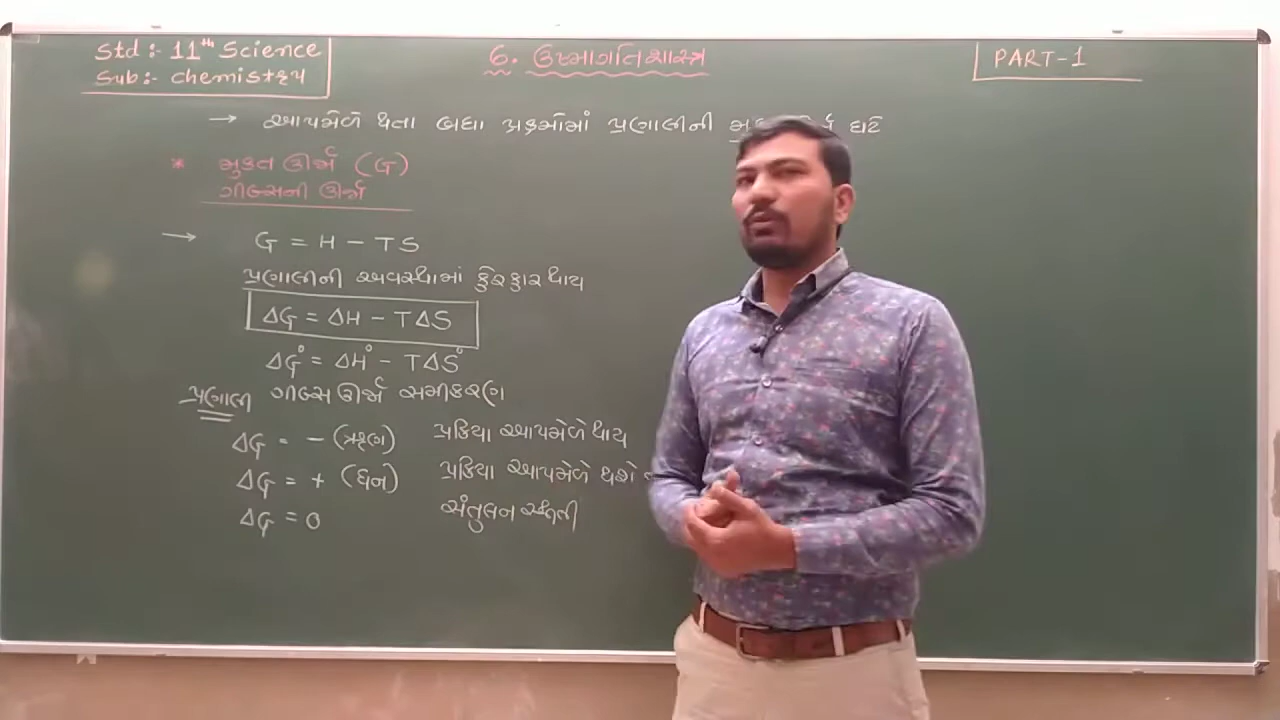 Std :- 11th Science
Sub:- chemistry
6. ઉષ્માગતિશાસ્ત્ર
PART-1
→ આપમેળે થતા બધા પ્રક્રમોમાં પ્રણાલીની ઘટે
* મુક્ત ઊર્જા (G)
ગીબ્સની ઊર્જા
→ G = H - TS
પ્રણાલીની અવસ્થામાં ફેરફાર થાય
ΔG = ΔH - TΔS
ΔG° = ΔH° - TΔS°
પ્રણાલી ગીબ્સ ઊર્જા સમીકરણ
ΔG = - (ઋણ) પ્રક્રિયા આપમેળે થાય
ΔG = + (ધન) પ્રક્રિયા આપમેળે થશે
ΔG = 0 સંતુલન સ્થિતી